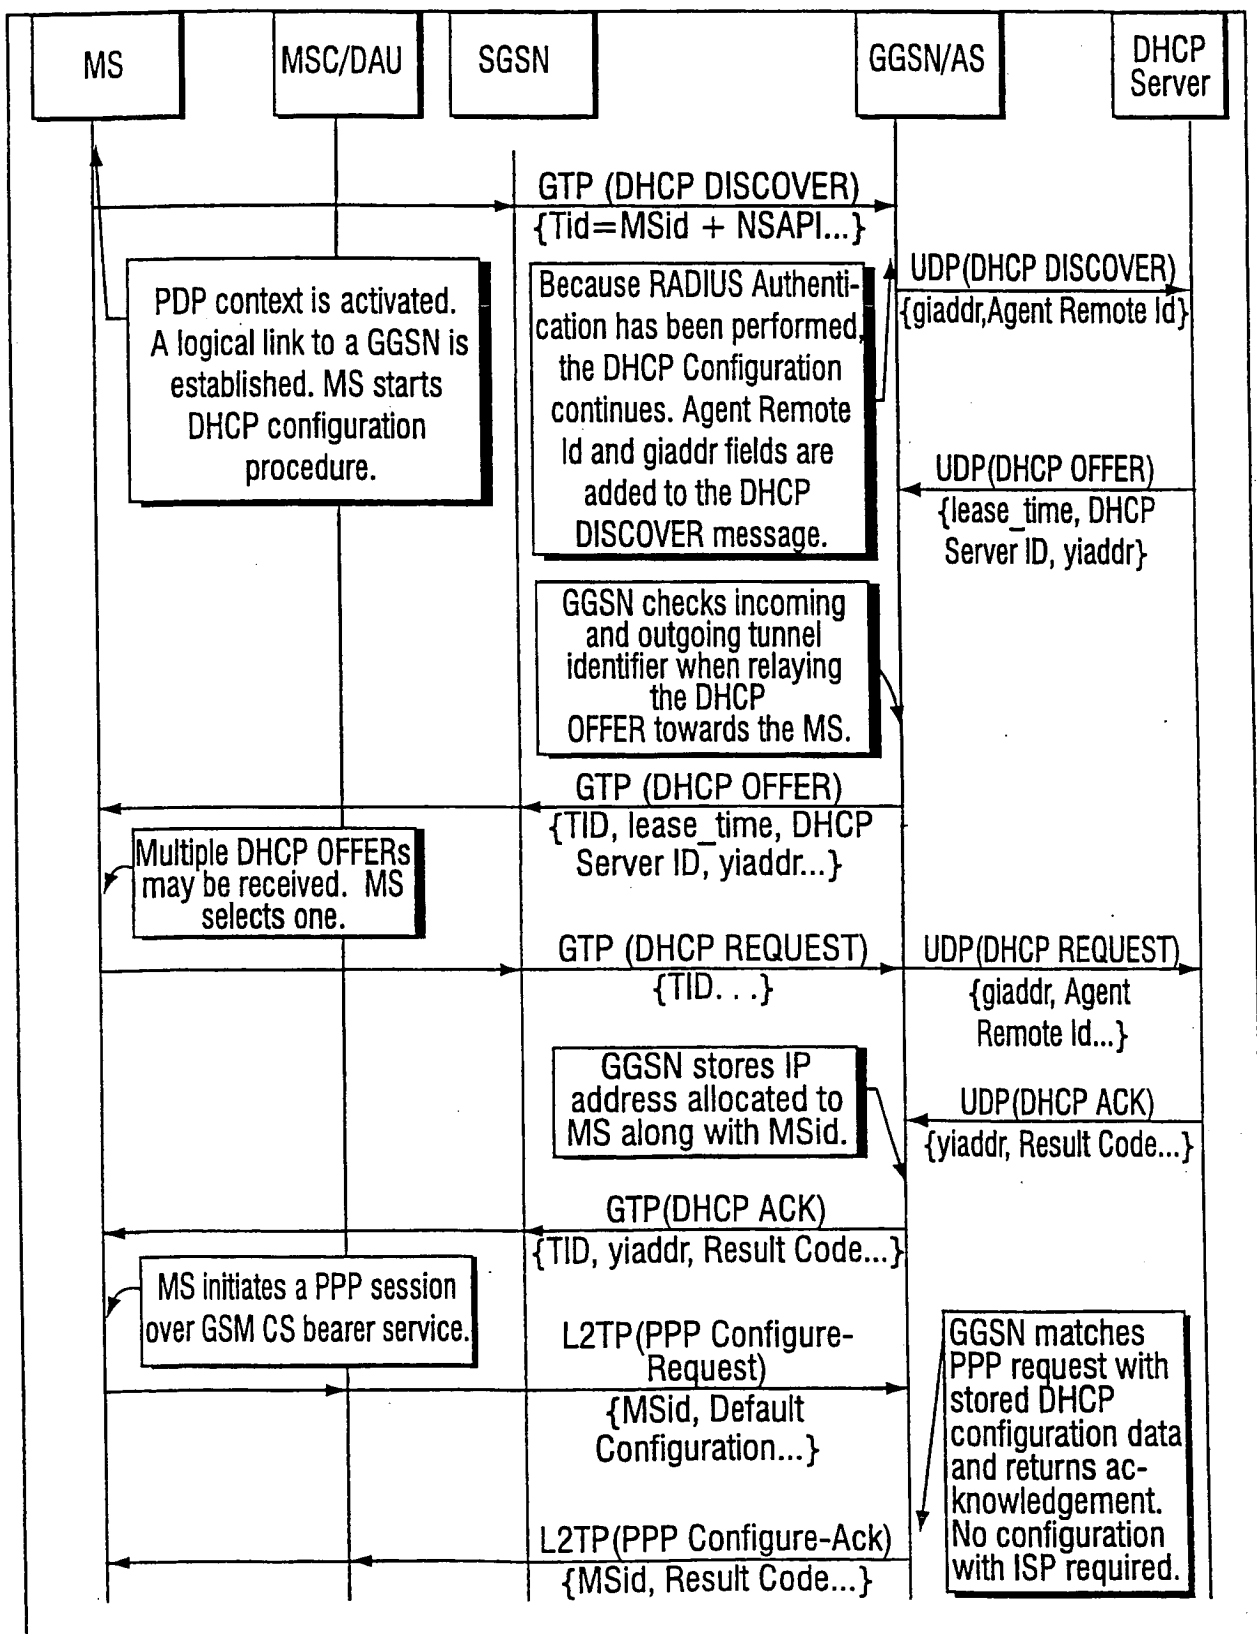 MS
MSC/DAU
SGSN
GGSN/AS
DHCP
Server
GTP (DHCP DISCOVER)
{Tid=MSid + NSAPI...}
PDP context is activated.
A logical link to a GGSN is
established. MS starts
DHCP configuration
procedure.
Because RADIUS Authenti-
cation has been performed,
the DHCP Configuration
continues. Agent Remote
Id and giaddr fields are
added to the DHCP
DISCOVER message.
UDP(DHCP DISCOVER)
{giaddr,Agent Remote Id}
UDP(DHCP OFFER)
{lease_time, DHCP
Server ID, yiaddr}
GGSN checks incoming
and outgoing tunnel
identifier when relaying
the DHCP
OFFER towards the MS.
GTP (DHCP OFFER)
{TID, lease_time, DHCP
Server ID, yiaddr...}
Multiple DHCP OFFERs
may be received. MS
selects one.
GTP (DHCP REQUEST)
{TID. . .}
UDP(DHCP REQUEST)
{giaddr, Agent
Remote Id...}
GGSN stores IP
address allocated to
MS along with MSid.
UDP(DHCP ACK)
{yiaddr, Result Code...}
GTP(DHCP ACK)
{TID, yiaddr, Result Code...}
MS initiates a PPP session
over GSM CS bearer service.
L2TP(PPP Configure-
Request)
{MSid, Default
Configuration...}
GGSN matches
PPP request with
stored DHCP
configuration data
and returns ac-
knowledgement.
No configuration
with ISP required.
L2TP(PPP Configure-Ack)
{MSid, Result Code...}